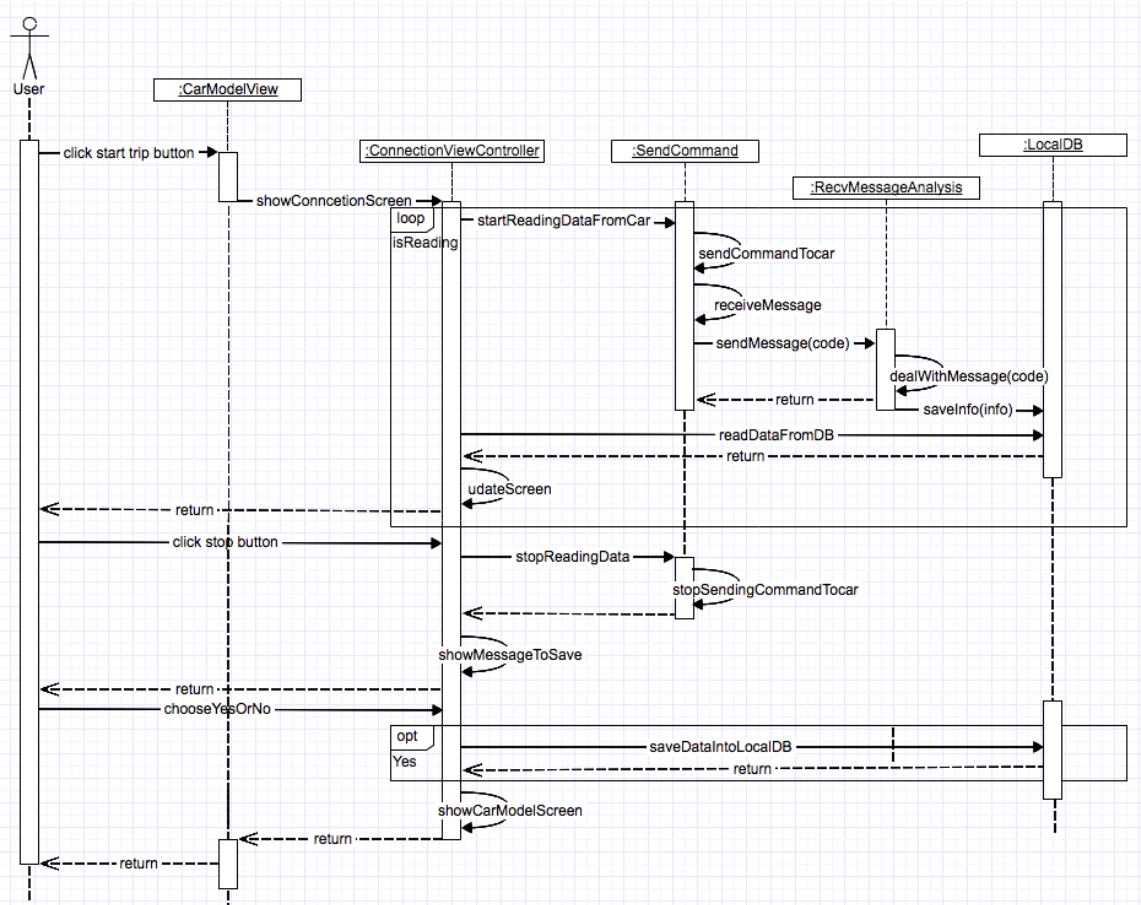 User
:CarModelView
:ConnectionViewController
:SendCommand
:LocalDB
:RecvMessageAnalysis
click start trip button
showConncetionScreen
loop
isReading
startReadingDataFromCar
sendCommandTocar
receiveMessage
sendMessage(code)
dealWithMessage(code)
return
saveInfo(info)
readDataFromDB
return
udateScreen
return
click stop button
stopReadingData
stopSendingCommandTocar
showMessageToSave
return
chooseYesOrNo
opt
Yes
saveDataIntoLocalDB
return
showCarModelScreen
return
return